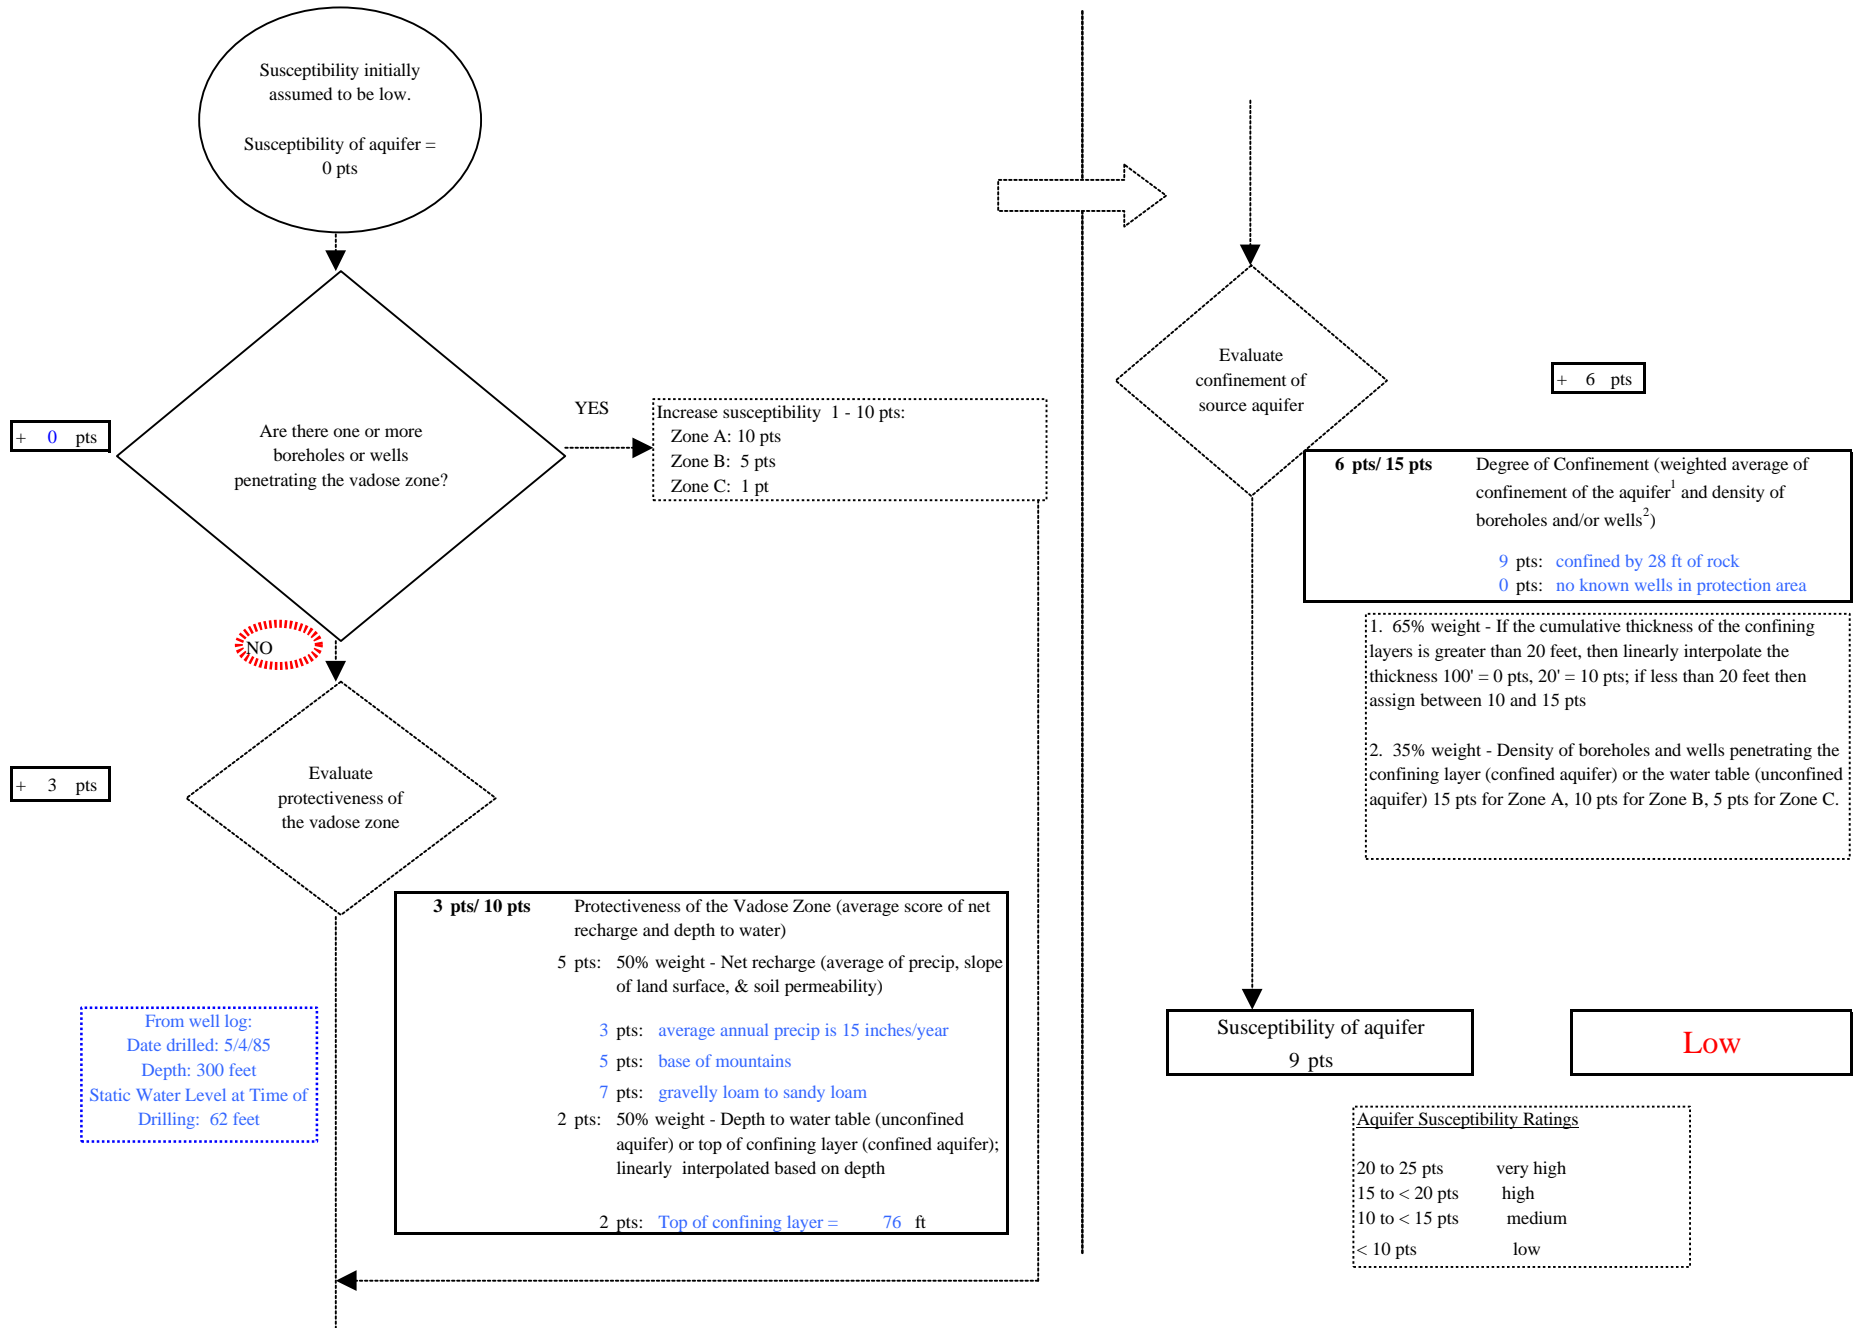 Susceptibility initially
assumed to be low.
Susceptibility of aquifer =
0 pts
+ 0 pts
Are there one or more
boreholes or wells
penetrating the vadose zone?
YES
Increase susceptibility 1 - 10 pts:
Zone A: 10 pts
Zone B: 5 pts
Zone C: 1 pt
NO
+ 3 pts
Evaluate
protectiveness of
the vadose zone
3 pts/ 10 pts Protectiveness of the Vadose Zone (average score of net
recharge and depth to water)
5 pts: 50% weight - Net recharge (average of precip, slope
of land surface, & soil permeability)
3 pts: average annual precip is 15 inches/year
5 pts: base of mountains
7 pts: gravelly loam to sandy loam
2 pts: 50% weight - Depth to water table (unconfined
aquifer) or top of confining layer (confined aquifer);
linearly interpolated based on depth
2 pts: Top of confining layer = 76 ft
From well log:
Date drilled: 5/4/85
Depth: 300 feet
Static Water Level at Time of
Drilling: 62 feet
Evaluate
confinement of
source aquifer
+ 6 pts
6 pts/ 15 pts Degree of Confinement (weighted average of
confinement of the aquifer1 and density of
boreholes and/or wells2)
9 pts: confined by 28 ft of rock
0 pts: no known wells in protection area
1. 65% weight - If the cumulative thickness of the confining
layers is greater than 20 feet, then linearly interpolate the
thickness 100' = 0 pts, 20' = 10 pts; if less than 20 feet then
assign between 10 and 15 pts
2. 35% weight - Density of boreholes and wells penetrating the
confining layer (confined aquifer) or the water table (unconfined
aquifer) 15 pts for Zone A, 10 pts for Zone B, 5 pts for Zone C.
Susceptibility of aquifer
9 pts
Low
Aquifer Susceptibility Ratings
20 to 25 pts very high
15 to < 20 pts high
10 to < 15 pts medium
< 10 pts low